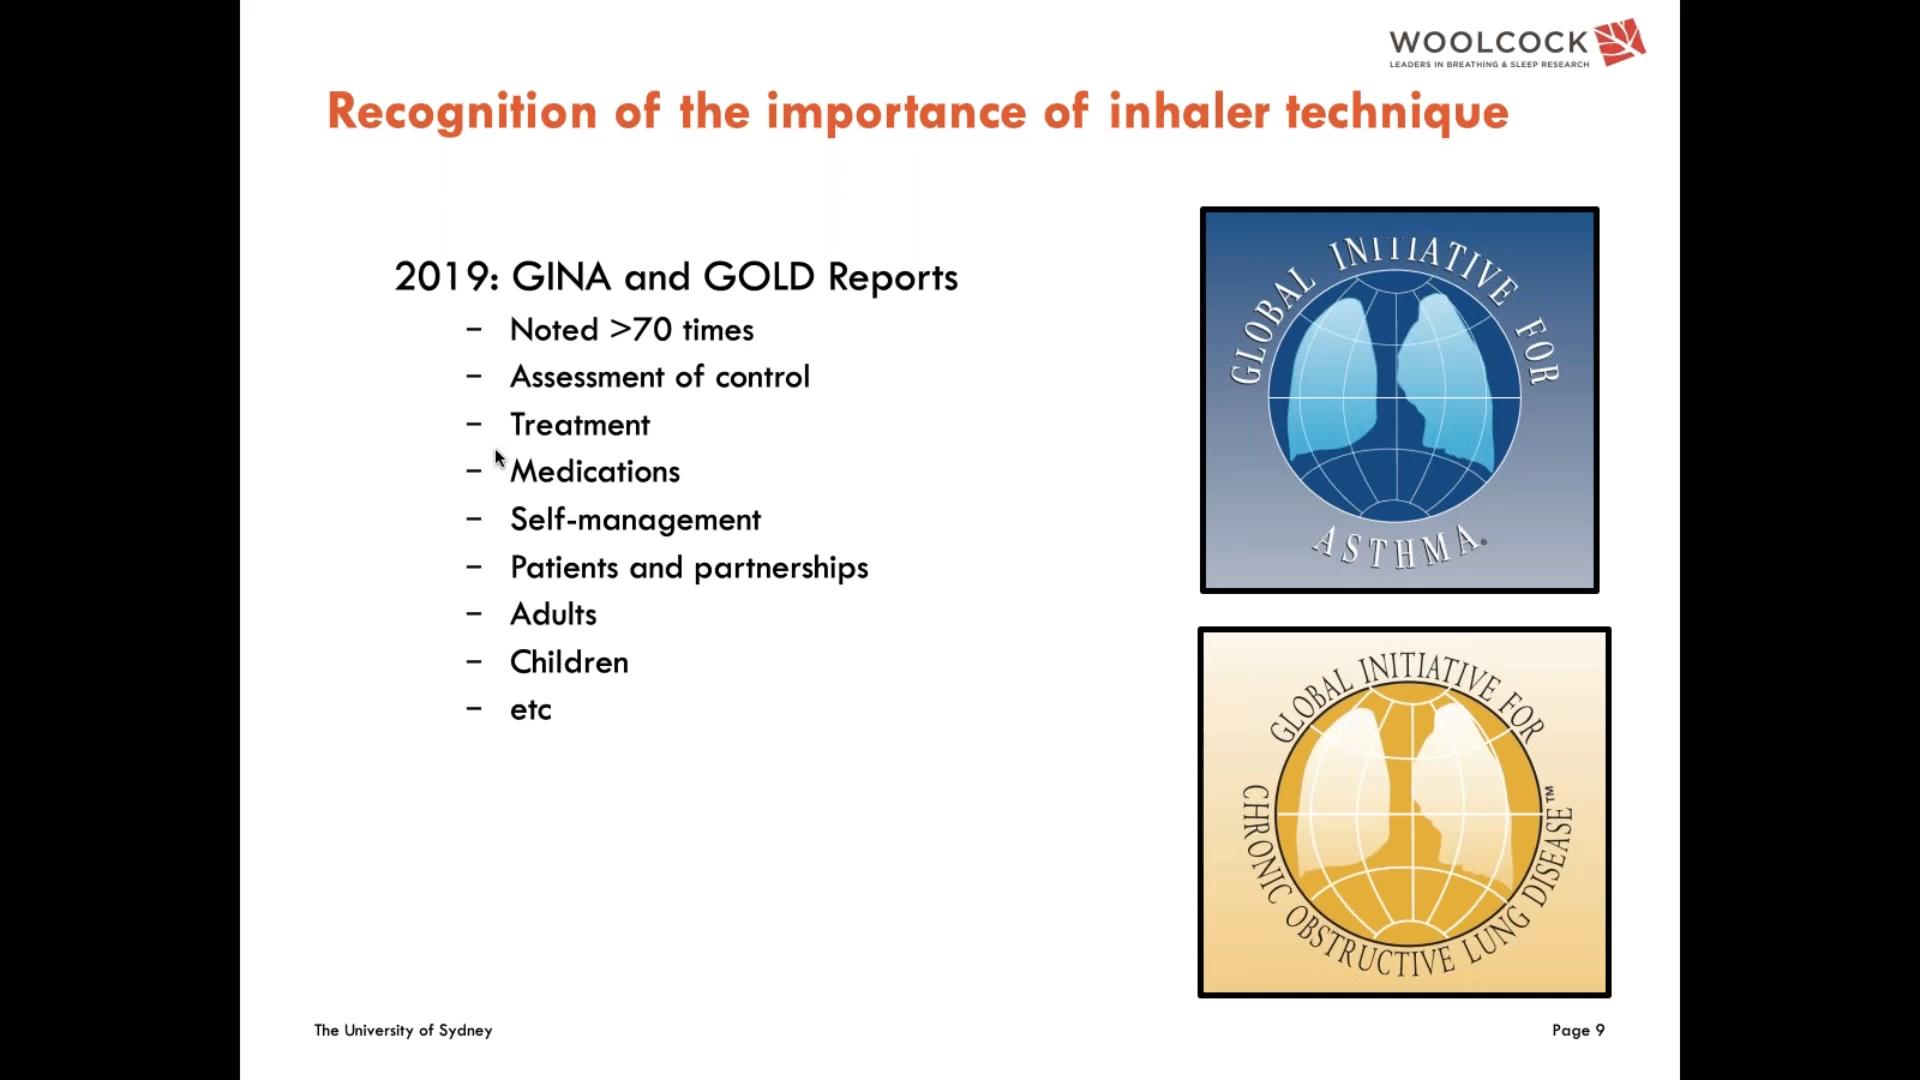 WOOLCOCK
LEADERS IN BREATHING & SLEEP RESEARCH
Recognition of the importance of inhaler technique
2019: GINA and GOLD Reports
– Noted >70 times
– Assessment of control
– Treatment
– Medications
– Self-management
– Patients and partnerships
– Adults
– Children
– etc
GLOBAL INITIATIVE FOR
ASTHMA®
GLOBAL INITIATIVE FOR
CHRONIC OBSTRUCTIVE LUNG DISEASE™
The University of Sydney
Page 9